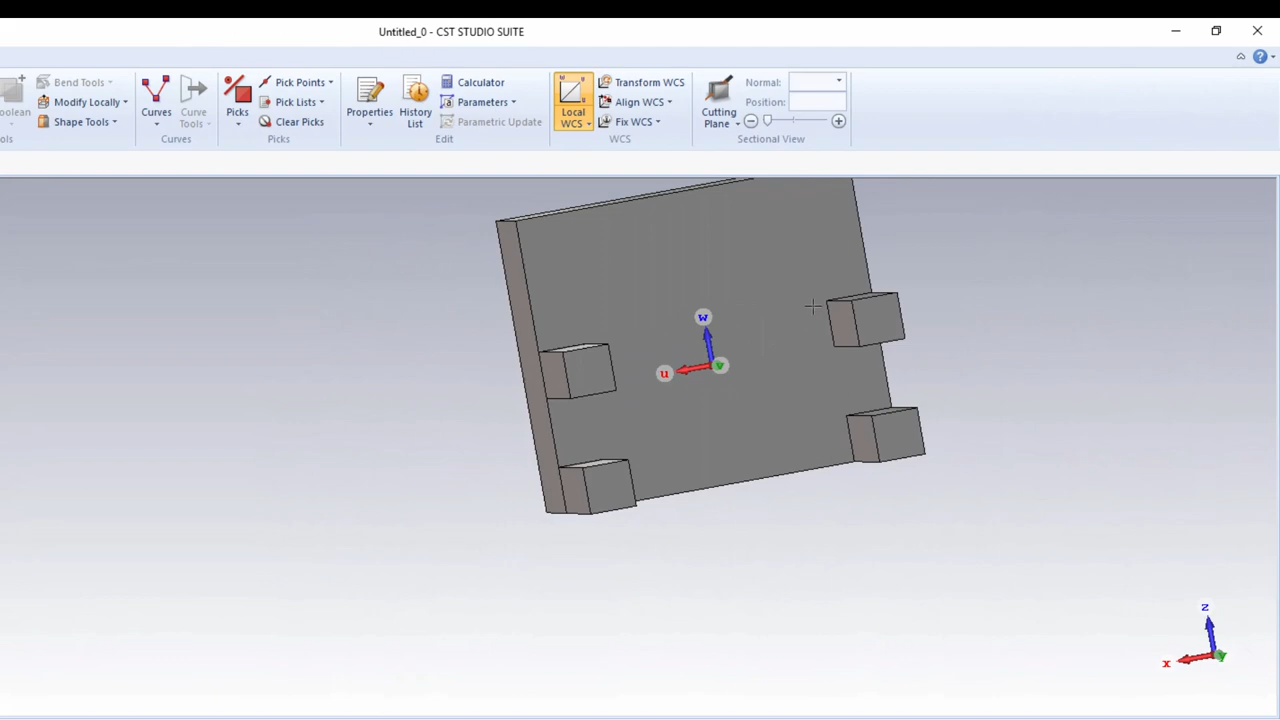 Untitled_0 - CST STUDIO SUITE
Bend Tools
Modify Locally
Shape Tools
Curves
Curve Tools
Curves
Picks
Pick Points
Pick Lists
Clear Picks
Picks
Properties
History List
Calculator
Parameters
Parametric Update
Edit
Local WCS
Transform WCS
Align WCS
Fix WCS
WCS
Cutting Plane
Normal:
Position:
Sectional View
w
u
v
z
x
y